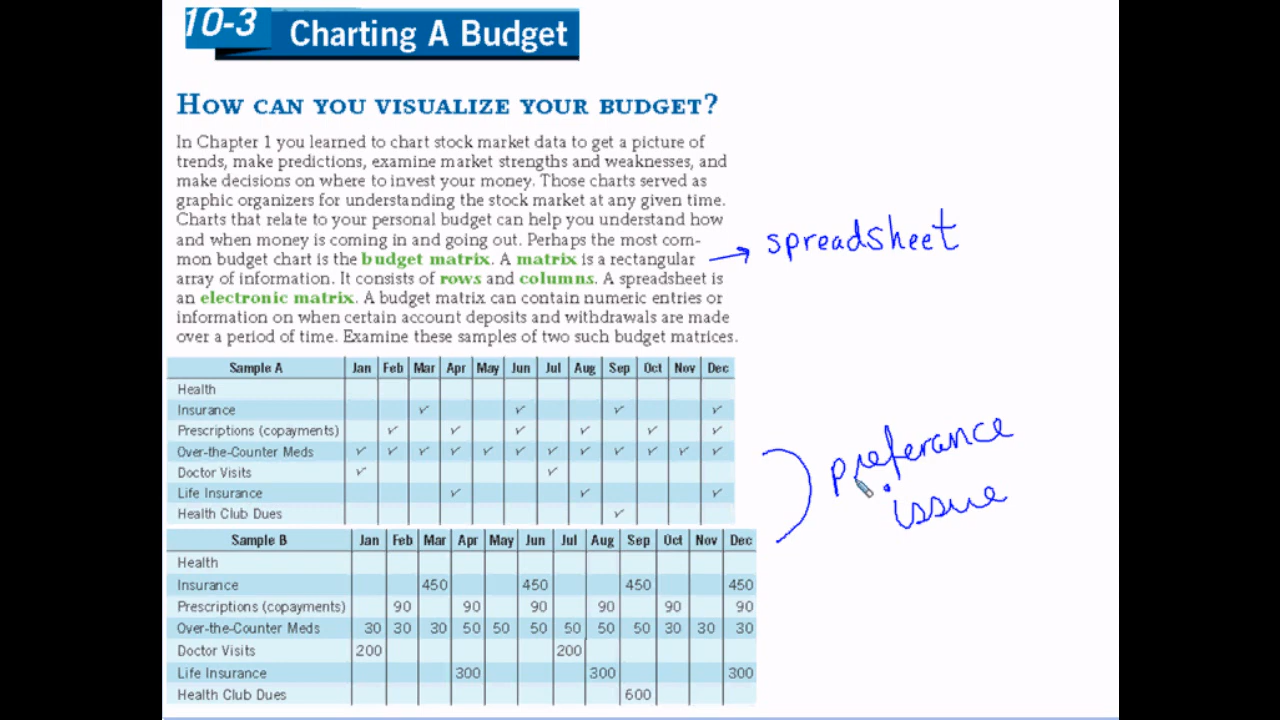 10-3 Charting A Budget
HOW CAN YOU VISUALIZE YOUR BUDGET?
In Chapter 1 you learned to chart stock market data to get a picture of
trends, make predictions, examine market strengths and weaknesses, and
make decisions on where to invest your money. Those charts served as
graphic organizers for understanding the stock market at any given time.
Charts that relate to your personal budget can help you understand how
and when money is coming in and going out. Perhaps the most com-
mon budget chart is the budget matrix. A matrix is a rectangular
array of information. It consists of rows and columns. A spreadsheet is
an electronic matrix. A budget matrix can contain numeric entries or
information on when certain account deposits and withdrawals are made
over a period of time. Examine these samples of two such budget matrices.
→ spreadsheet
Sample A Jan Feb Mar Apr May Jun Jul Aug Sep Oct Nov Dec
Health
Insurance ✓ ✓ ✓ ✓
Prescriptions (copayments) ✓ ✓ ✓ ✓ ✓ ✓
Over-the-Counter Meds ✓ ✓ ✓ ✓ ✓ ✓ ✓ ✓ ✓ ✓ ✓ ✓
Doctor Visits ✓ ✓
Life Insurance ✓ ✓ ✓
Health Club Dues ✓
preferance
issue
Sample B Jan Feb Mar Apr May Jun Jul Aug Sep Oct Nov Dec
Health
Insurance 450 450 450 450
Prescriptions (copayments) 90 90 90 90 90 90
Over-the-Counter Meds 30 30 30 50 50 50 50 50 50 30 30 30
Doctor Visits 200 200
Life Insurance 300 300 300
Health Club Dues 600